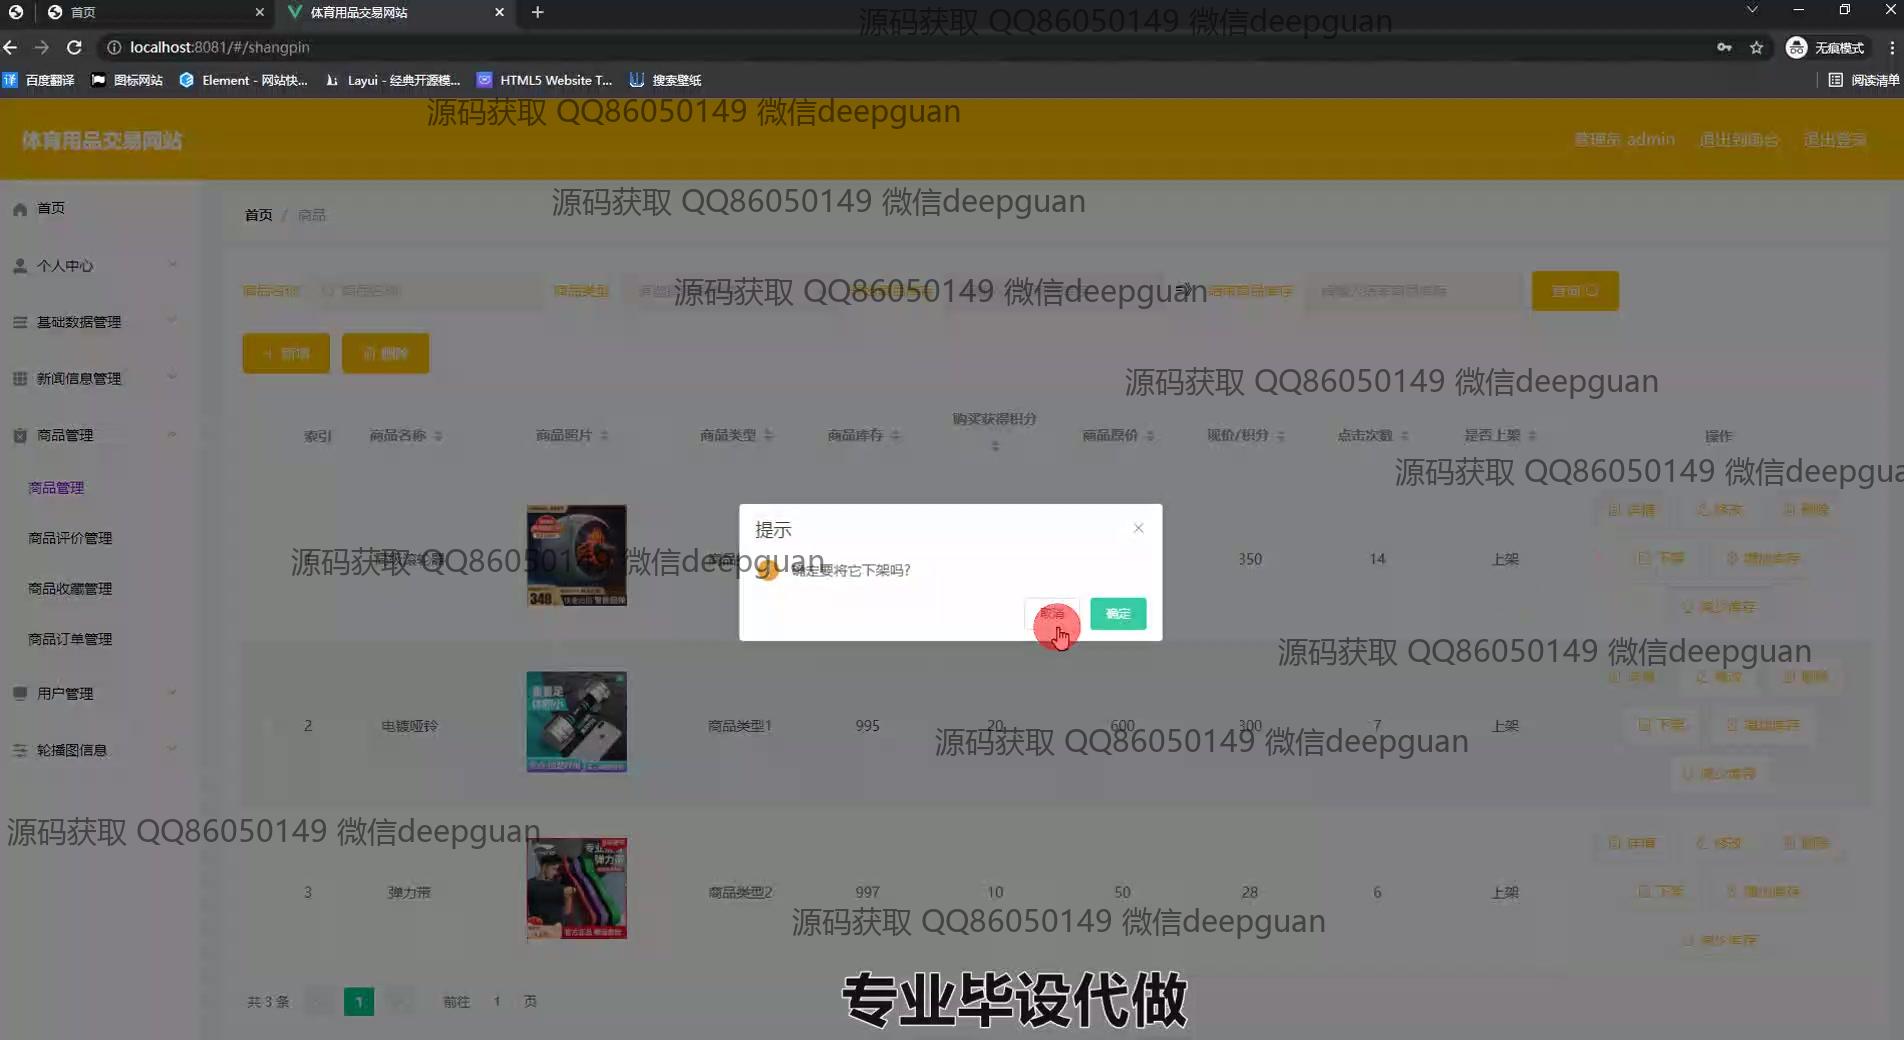 首页
体育用品交易网站
localhost:8081/#/shangpin
无痕模式
百度翻译 图标网站 Element - 网站快... Layui - 经典开源模... HTML5 Website T... 搜索壁纸 阅读清单
源码获取 QQ86050149 微信deepguan
源码获取 QQ86050149 微信deepguan
体育用品交易网站
管理员 admin 退出到前台 退出登录
首页
个人中心
基础数据管理
新闻信息管理
商品管理
商品管理
商品评价管理
商品收藏管理
商品订单管理
用户管理
轮播图信息
源码获取 QQ86050149 微信deepguan
首页 / 商品
商品名称 商品名称 商品类型
源码获取 QQ86050149 微信deepguan
查询
新增 删除
源码获取 QQ86050149 微信deepguan
索引 商品名称 商品照片 商品类型 商品库存 购买获得积分 商品原价 现价/积分 点击次数 是否上架 操作
源码获取 QQ86050149 微信deepgua
详情 修改 删除
源码获取 QQ86050149 微信deepguan
350 14 上架
下架 增加库存
减少库存
348
提示
确定要将它下架吗?
取消 确定
源码获取 QQ86050149 微信deepguan
重量足
体积小
2 电镀哑铃 商品类型1 995 20 600 300 7 上架
详情 修改 删除
下架 增加库存
减少库存
源码获取 QQ86050149 微信deepguan
源码获取 QQ86050149 微信deepguan
弹力带
3 弹力带 商品类型2 997 10 50 28 6 上架
详情 修改 删除
下架 增加库存
减少库存
源码获取 QQ86050149 微信deepguan
共 3 条 1 前往 1 页
专业毕设代做